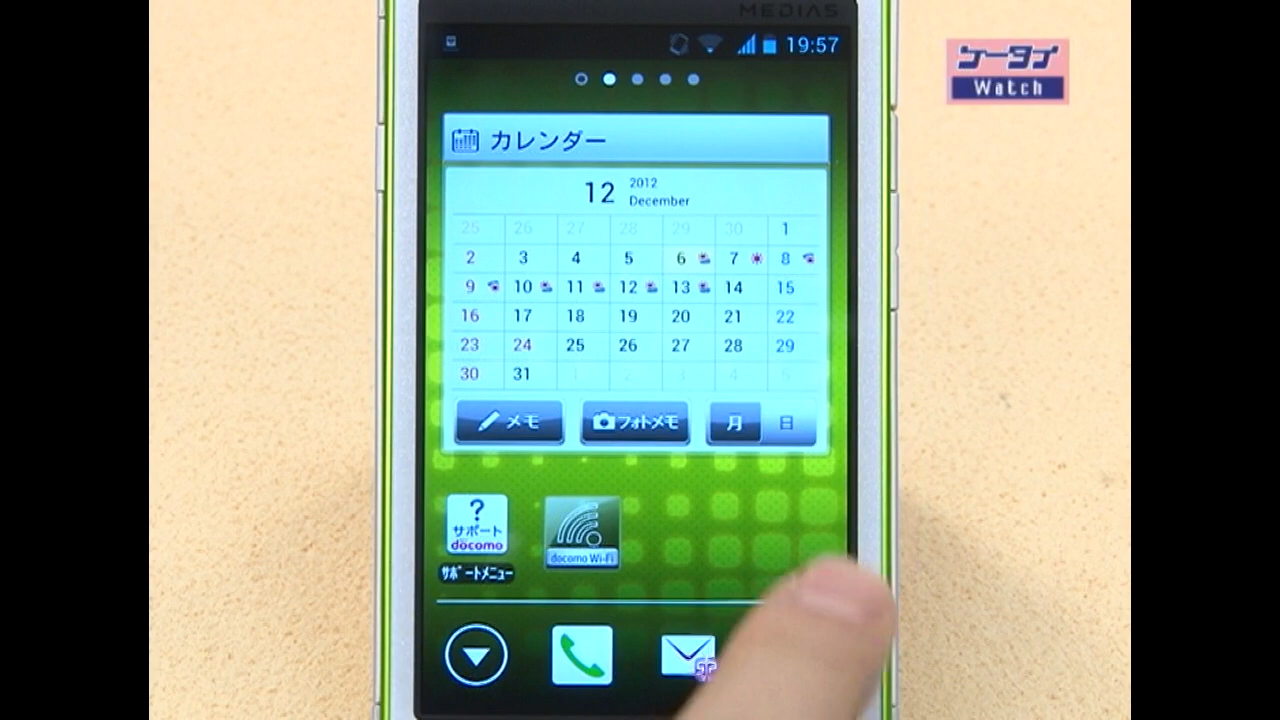 MEDIAS
19:57
ケータイ
Watch
カレンダー
12
2012
December
25 26 27 28 29 30 1
2 3 4 5 6 7 8
9 10 11 12 13 14 15
16 17 18 19 20 21 22
23 24 25 26 27 28 29
30 31 1 2 3 4 5
メモ フォトメモ 月 日
?
サポート
docomo
docomo Wi-Fi
サポートメニュー